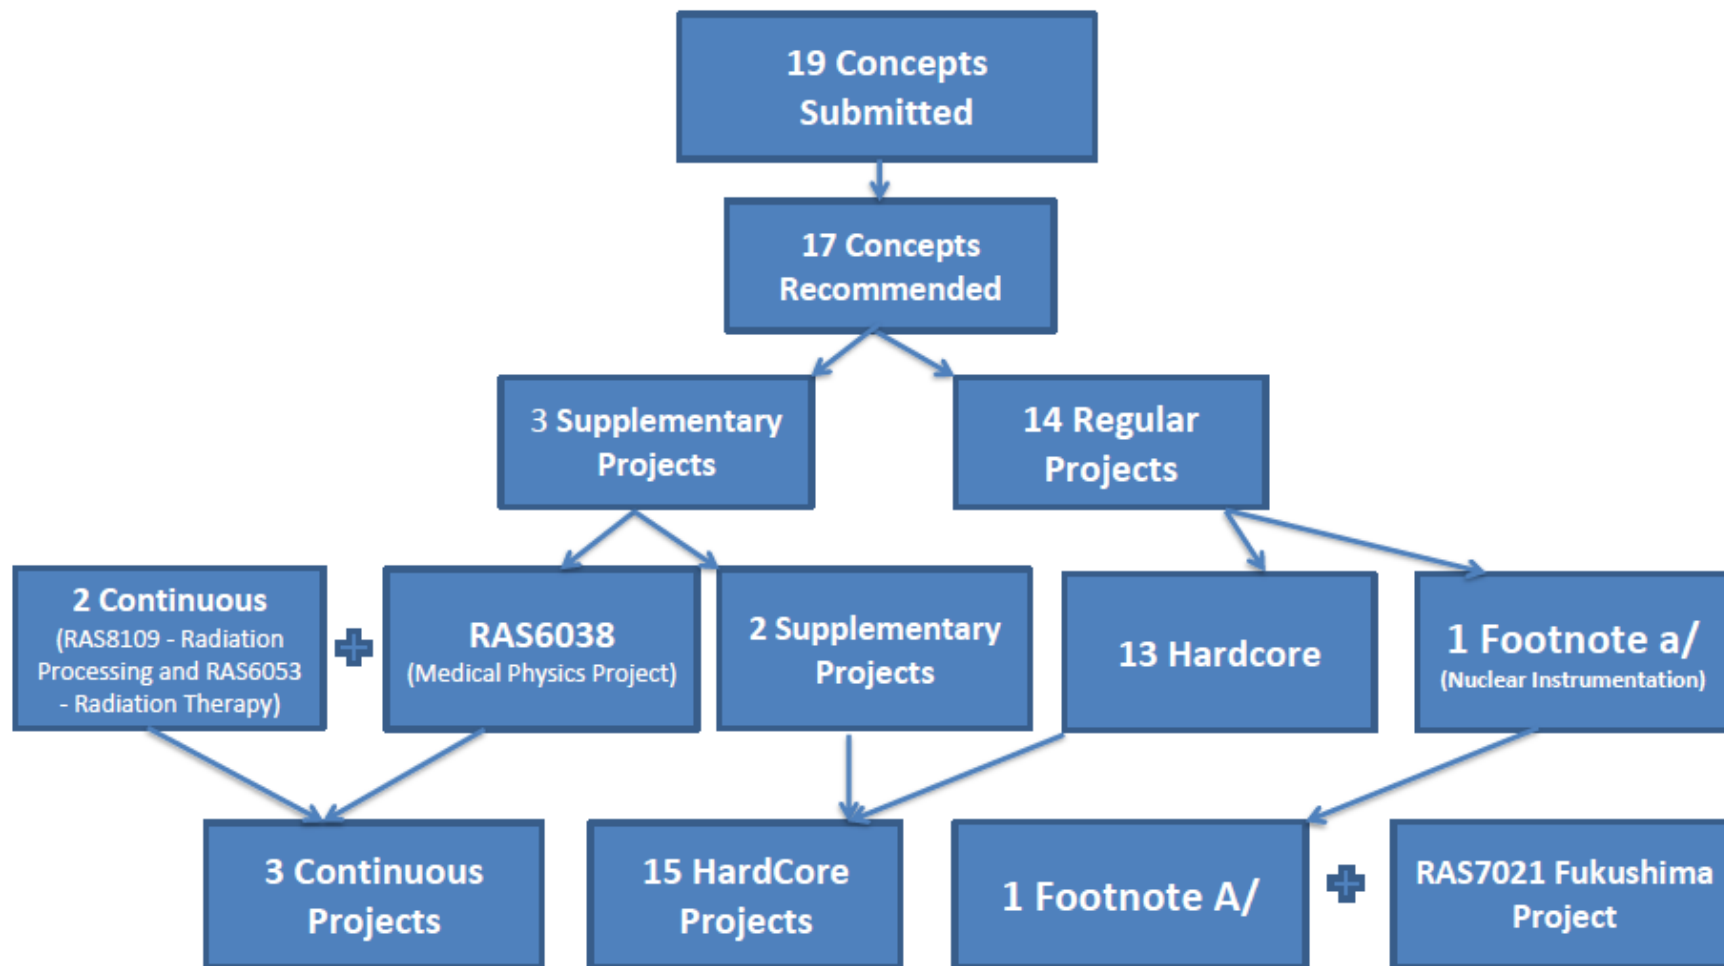 19 Concepts
Submitted
17 Concepts
Recommended
3 Supplementary
Projects
14 Regular
Projects
2 Continuous
(RAS8109 - Radiation
Processing and RAS6053
- Radiation Therapy)
RAS6038
(Medical Physics Project)
2 Supplementary
Projects
13 Hardcore
1 Footnote a/
(Nuclear Instrumentation)
3 Continuous
Projects
15 HardCore
Projects
1 Footnote A/
RAS7021 Fukushima
Project